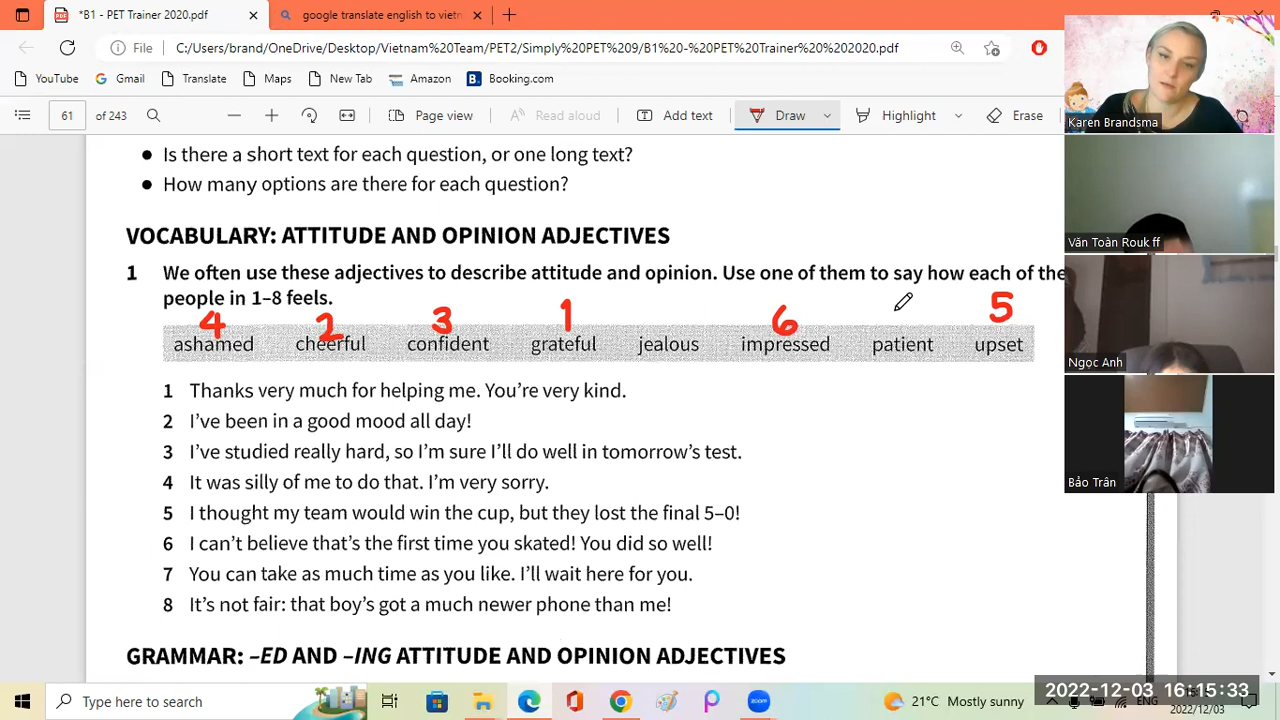 *B1 - PET Trainer 2020.pdf
google translate english to vietn
File C:/Users/brand/OneDrive/Desktop/Vietnam%20Team/PET2/Simply%20PET%209/B1%20-%20PET%20Trainer%20%202020.pdf
YouTube Gmail Translate Maps New Tab Amazon Booking.com
61 of 243 Page view Read aloud Add text Draw Highlight Erase
Is there a short text for each question, or one long text?
How many options are there for each question?
VOCABULARY: ATTITUDE AND OPINION ADJECTIVES
1 We often use these adjectives to describe attitude and opinion. Use one of them to say how each of the
people in 1–8 feels.
4 2 3 1 6 5
ashamed cheerful confident grateful jealous impressed patient upset
1 Thanks very much for helping me. You're very kind.
2 I've been in a good mood all day!
3 I've studied really hard, so I'm sure I'll do well in tomorrow's test.
4 It was silly of me to do that. I'm very sorry.
5 I thought my team would win the cup, but they lost the final 5–0!
6 I can't believe that's the first time you skated! You did so well!
7 You can take as much time as you like. I'll wait here for you.
8 It's not fair: that boy's got a much newer phone than me!
GRAMMAR: –ED AND –ING ATTITUDE AND OPINION ADJECTIVES
Karen Brandsma
Văn Toàn Rouk ff
Ngọc Anh
Bảo Trân
Type here to search
zoom
21°C Mostly sunny
ENG
2022-12-03 16:15:33
2022/12/03